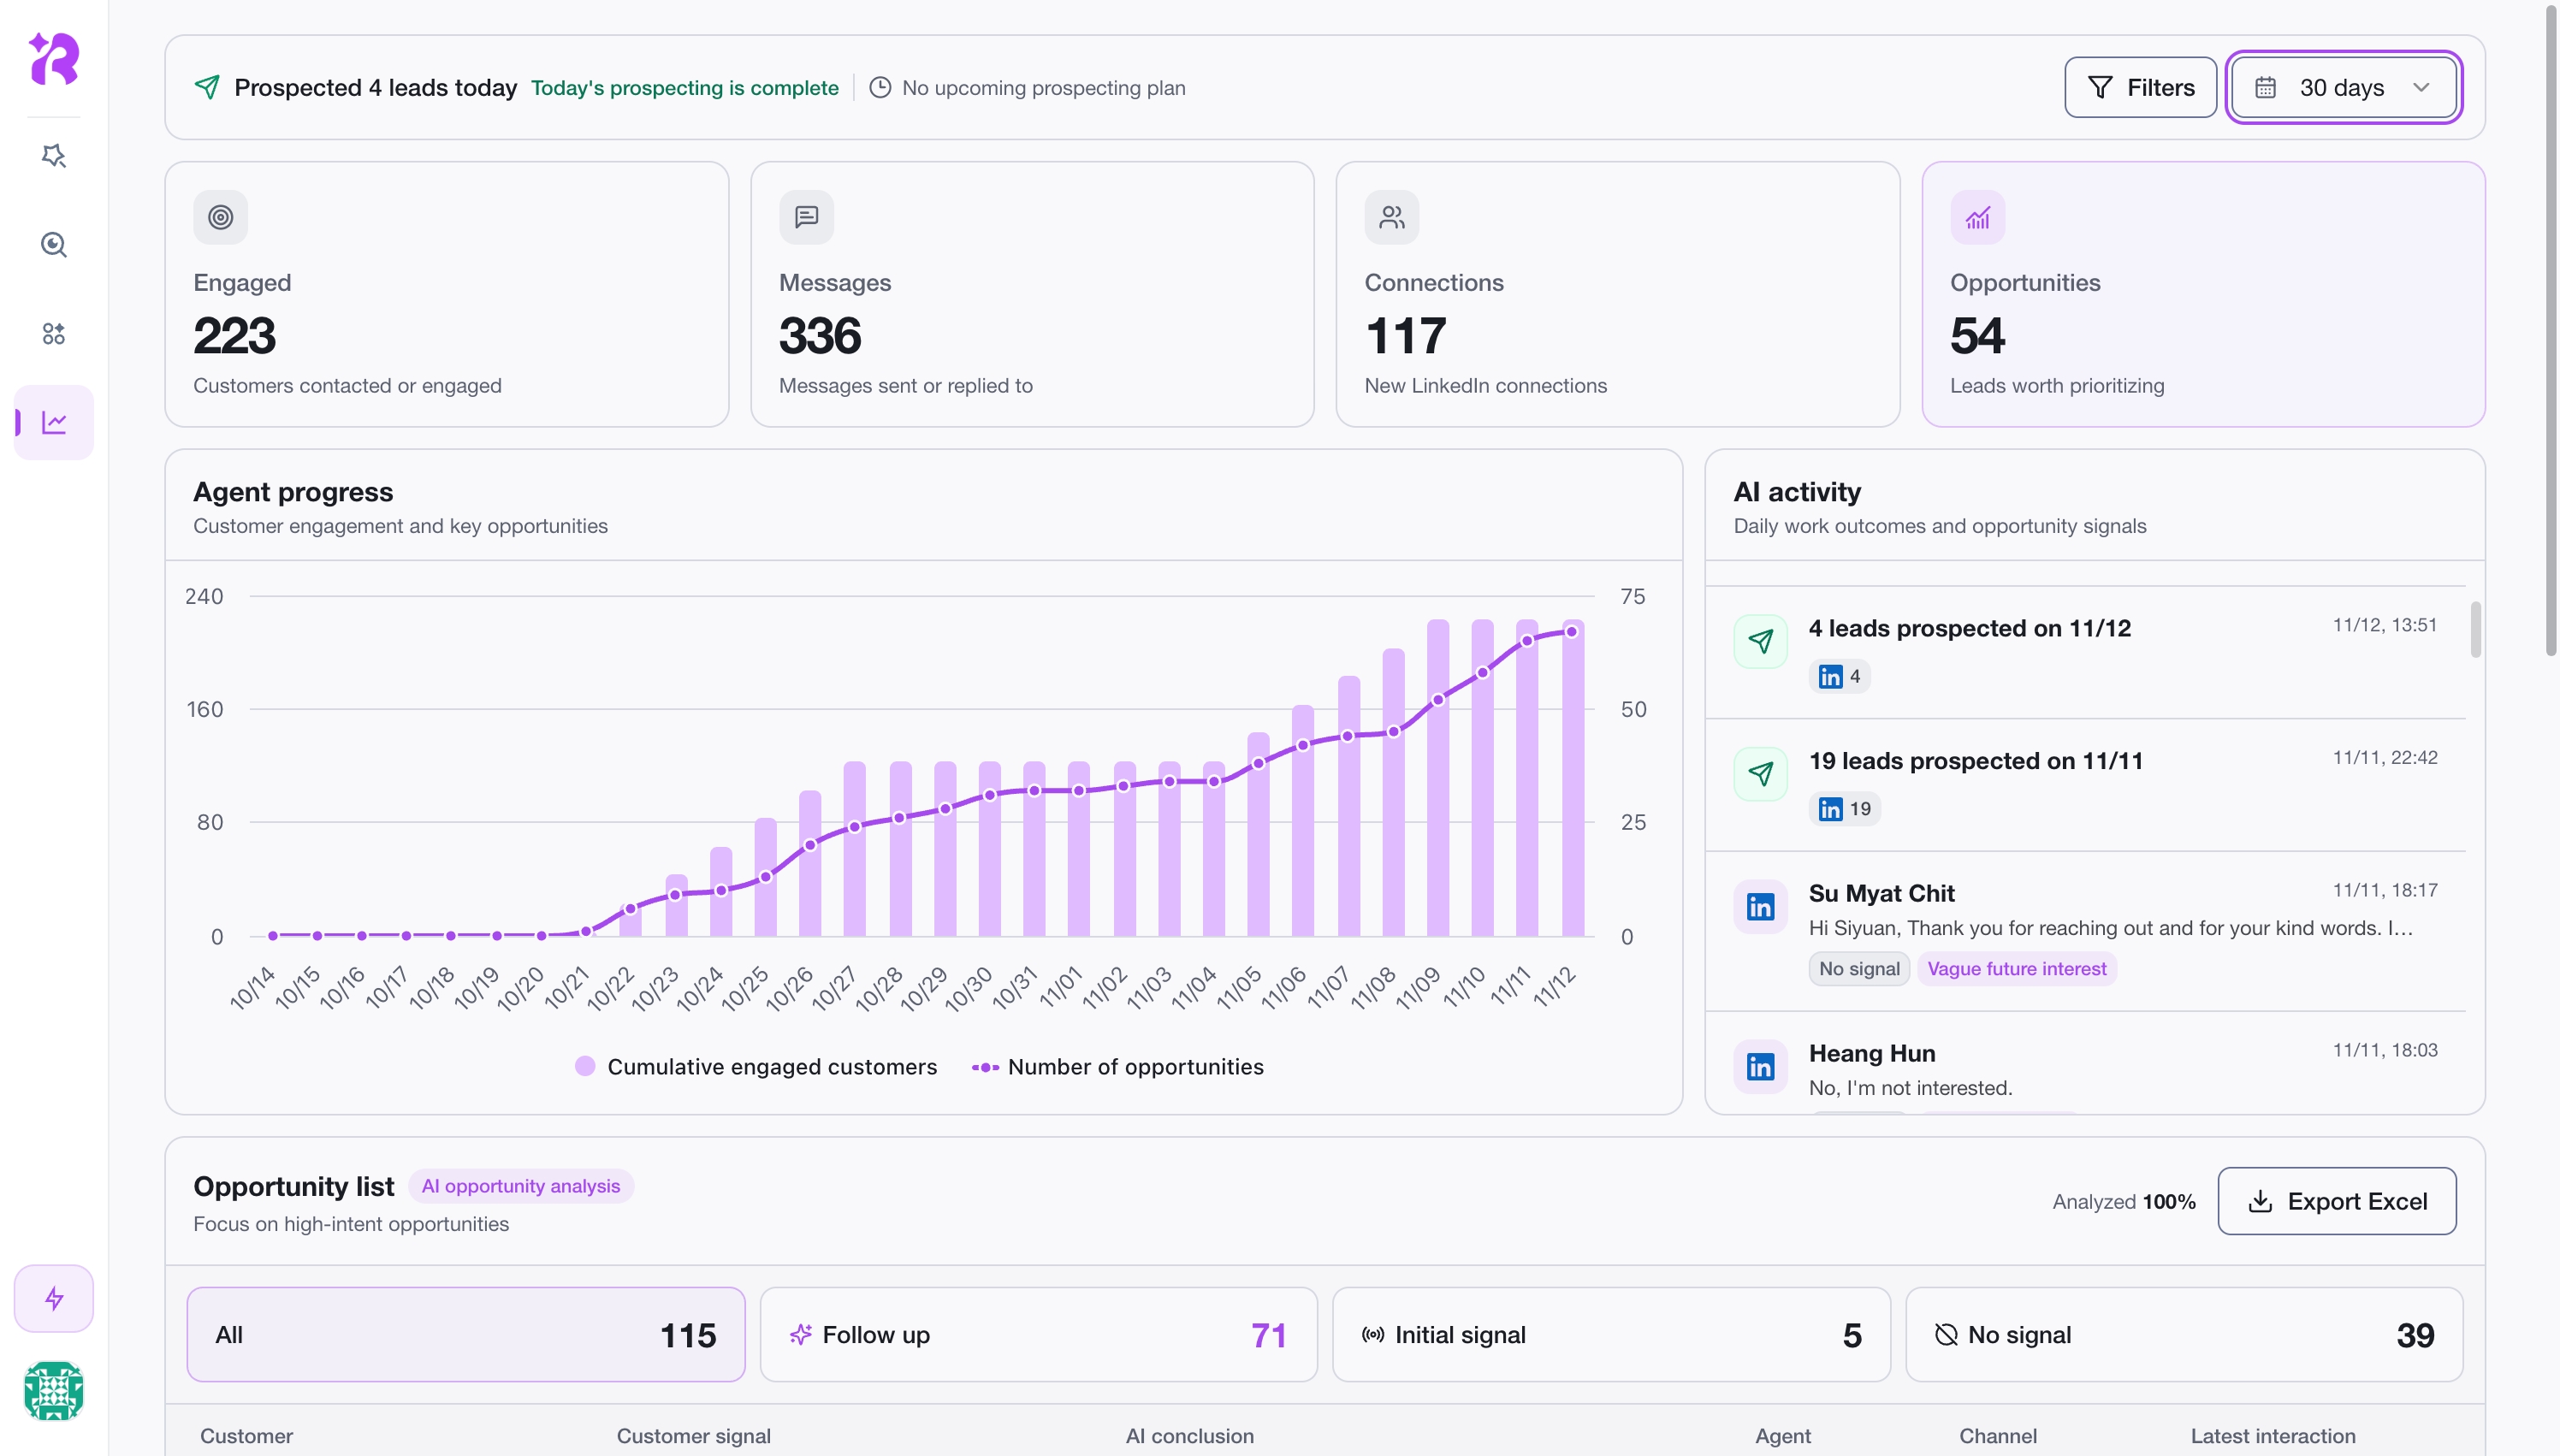 Prospected 4 leads today Today's prospecting is complete No upcoming prospecting plan Filters 30 days
Engaged
223
Customers contacted or engaged
Messages
336
Messages sent or replied to
Connections
117
New LinkedIn connections
Opportunities
54
Leads worth prioritizing
Agent progress
Customer engagement and key opportunities
240 75
160 50
80 25
0 0
10/14 10/15 10/16 10/17 10/18 10/19 10/20 10/21 10/22 10/23 10/24 10/25 10/26 10/27 10/28 10/29 10/30 10/31 11/01 11/02 11/03 11/04 11/05 11/06 11/07 11/08 11/09 11/10 11/11 11/12
Cumulative engaged customers Number of opportunities
AI activity
Daily work outcomes and opportunity signals
4 leads prospected on 11/12 11/12, 13:51
in 4
19 leads prospected on 11/11 11/11, 22:42
in 19
in Su Myat Chit 11/11, 18:17
Hi Siyuan, Thank you for reaching out and for your kind words. I...
No signal Vague future interest
in Heang Hun 11/11, 18:03
No, I'm not interested.
Opportunity list AI opportunity analysis
Focus on high-intent opportunities
Analyzed 100% Export Excel
All 115 Follow up 71 Initial signal 5 No signal 39
Customer Customer signal AI conclusion Agent Channel Latest interaction